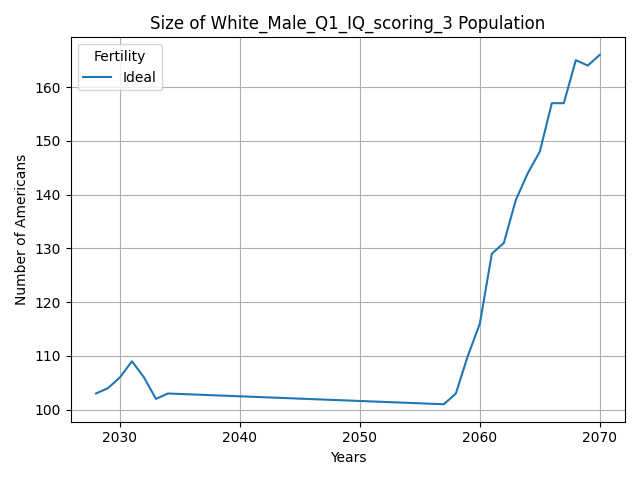 Size of White_Male_Q1_IQ_scoring_3 Population
Fertility
Ideal
Number of Americans
160
150
140
130
120
110
100
2030
2040
2050
2060
2070
Years